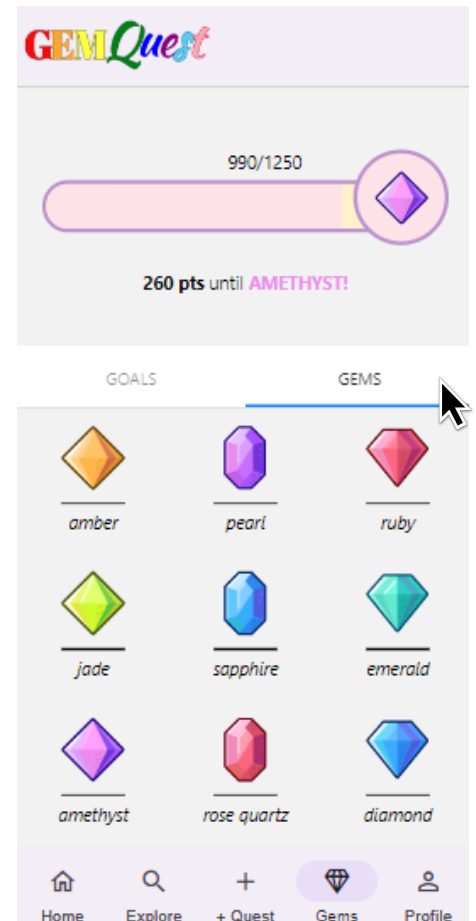 GEMQuest
990/1250
260 pts until AMETHYST!
GOALS GEMS
amber pearl ruby
jade sapphire emerald
amethyst rose quartz diamond
Home Explore + Quest Gems Profile